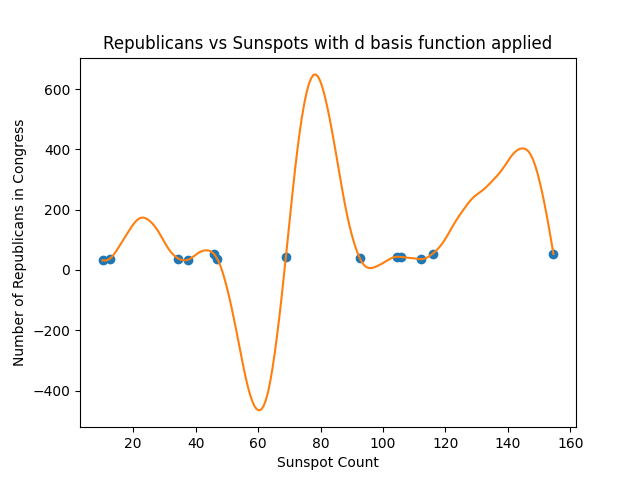 Republicans vs Sunspots with d basis function applied
Number of Republicans in Congress
600
400
200
0
−200
−400
20 40 60 80 100 120 140 160
Sunspot Count